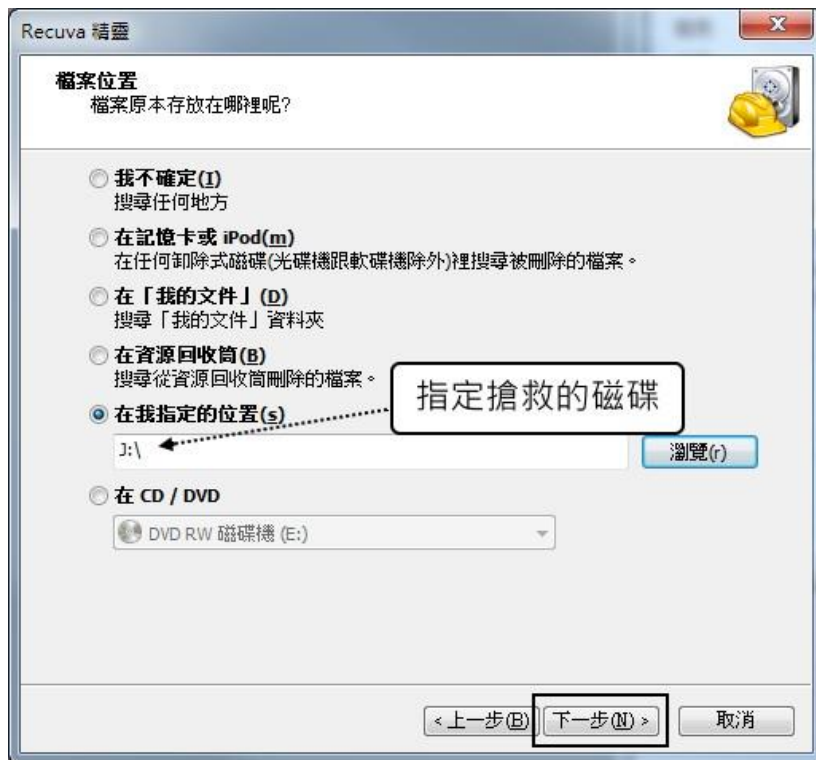 Recuva 精靈
檔案位置
檔案原本存放在哪裡呢?
我不確定(I)
搜尋任何地方
在記憶卡或 iPod(m)
在任何卸除式磁碟(光碟機跟軟碟機除外)裡搜尋被刪除的檔案。
在「我的文件」(D)
搜尋「我的文件」資料夾
在資源回收筒(B)
搜尋從資源回收筒刪除的檔案。
指定搶救的磁碟
在我指定的位置(s)
J:\
瀏覽(r)
在 CD / DVD
DVD RW 磁碟機 (E:)
<上一步(B) 下一步(N)> 取消